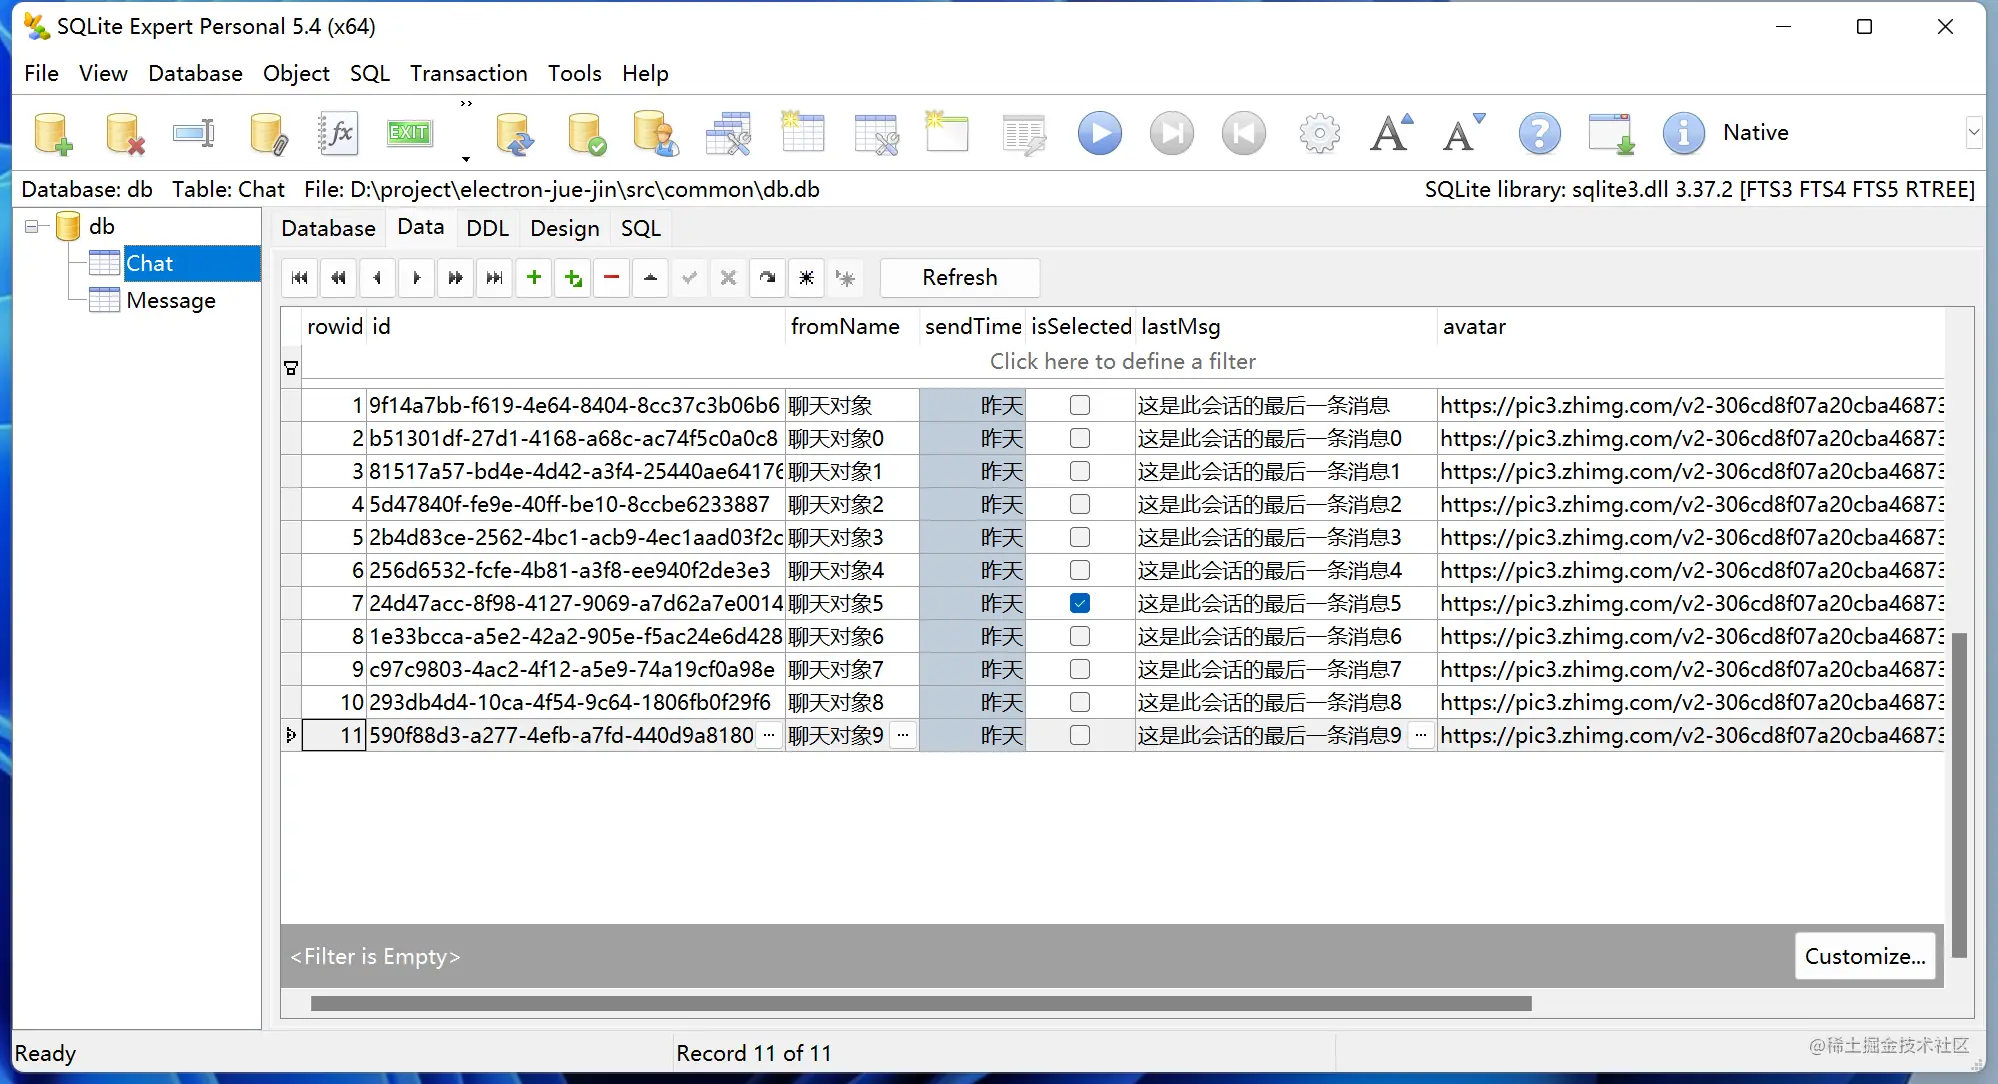 SQLite Expert Personal 5.4 (x64)
File View Database Object SQL Transaction Tools Help
fx EXIT A A ? i Native
Database: db Table: Chat File: D:\project\electron-jue-jin\src\common\db.db SQLite library: sqlite3.dll 3.37.2 [FTS3 FTS4 FTS5 RTREE]
db
Chat
Message
Database Data DDL Design SQL
Refresh
rowid id fromName sendTime isSelected lastMsg avatar
Click here to define a filter
1 9f14a7bb-f619-4e64-8404-8cc37c3b06b6 聊天对象 昨天 这是此会话的最后一条消息 https://pic3.zhimg.com/v2-306cd8f07a20cba46873
2 b51301df-27d1-4168-a68c-ac74f5c0a0c8 聊天对象0 昨天 这是此会话的最后一条消息0 https://pic3.zhimg.com/v2-306cd8f07a20cba46873
3 81517a57-bd4e-4d42-a3f4-25440ae64176 聊天对象1 昨天 这是此会话的最后一条消息1 https://pic3.zhimg.com/v2-306cd8f07a20cba46873
4 5d47840f-fe9e-40ff-be10-8ccbe6233887 聊天对象2 昨天 这是此会话的最后一条消息2 https://pic3.zhimg.com/v2-306cd8f07a20cba46873
5 2b4d83ce-2562-4bc1-acb9-4ec1aad03f2c 聊天对象3 昨天 这是此会话的最后一条消息3 https://pic3.zhimg.com/v2-306cd8f07a20cba46873
6 256d6532-fcfe-4b81-a3f8-ee940f2de3e3 聊天对象4 昨天 这是此会话的最后一条消息4 https://pic3.zhimg.com/v2-306cd8f07a20cba46873
7 24d47acc-8f98-4127-9069-a7d62a7e0014 聊天对象5 昨天 这是此会话的最后一条消息5 https://pic3.zhimg.com/v2-306cd8f07a20cba46873
8 1e33bcca-a5e2-42a2-905e-f5ac24e6d428 聊天对象6 昨天 这是此会话的最后一条消息6 https://pic3.zhimg.com/v2-306cd8f07a20cba46873
9 c97c9803-4ac2-4f12-a5e9-74a19cf0a98e 聊天对象7 昨天 这是此会话的最后一条消息7 https://pic3.zhimg.com/v2-306cd8f07a20cba46873
10 293db4d4-10ca-4f54-9c64-1806fb0f29f6 聊天对象8 昨天 这是此会话的最后一条消息8 https://pic3.zhimg.com/v2-306cd8f07a20cba46873
11 590f88d3-a277-4efb-a7fd-440d9a8180 ... 聊天对象9 ... 昨天 这是此会话的最后一条消息9 ... https://pic3.zhimg.com/v2-306cd8f07a20cba46873
<Filter is Empty> Customize...
Ready Record 11 of 11
@稀土掘金技术社区